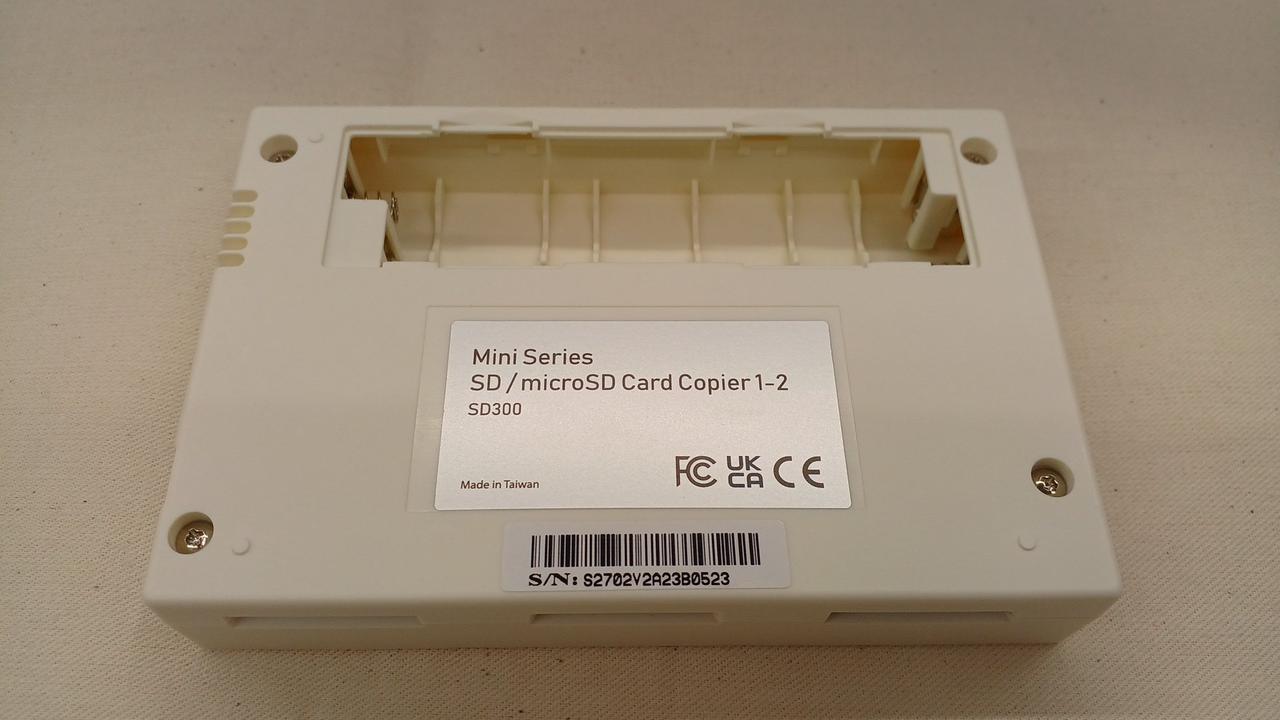 Mini Series
SD / microSD Card Copier 1-2
SD300
Made in Taiwan
FC UK CA CE
S/N: S2702V2A23B0523